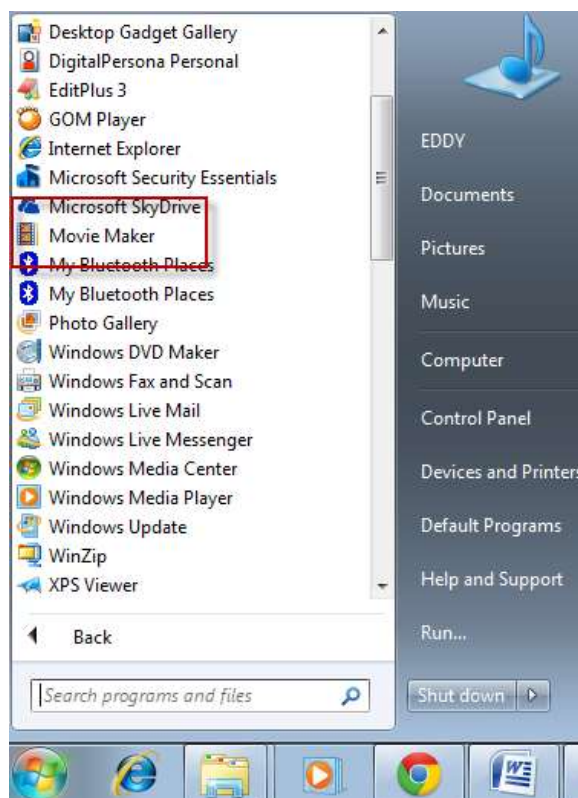 Desktop Gadget Gallery
DigitalPersona Personal
EditPlus 3
GOM Player
Internet Explorer
Microsoft Security Essentials
Microsoft SkyDrive
Movie Maker
My Bluetooth Places
My Bluetooth Places
Photo Gallery
Windows DVD Maker
Windows Fax and Scan
Windows Live Mail
Windows Live Messenger
Windows Media Center
Windows Media Player
Windows Update
WinZip
XPS Viewer
Back
Search programs and files
EDDY
Documents
Pictures
Music
Computer
Control Panel
Devices and Printers
Default Programs
Help and Support
Run...
Shut down